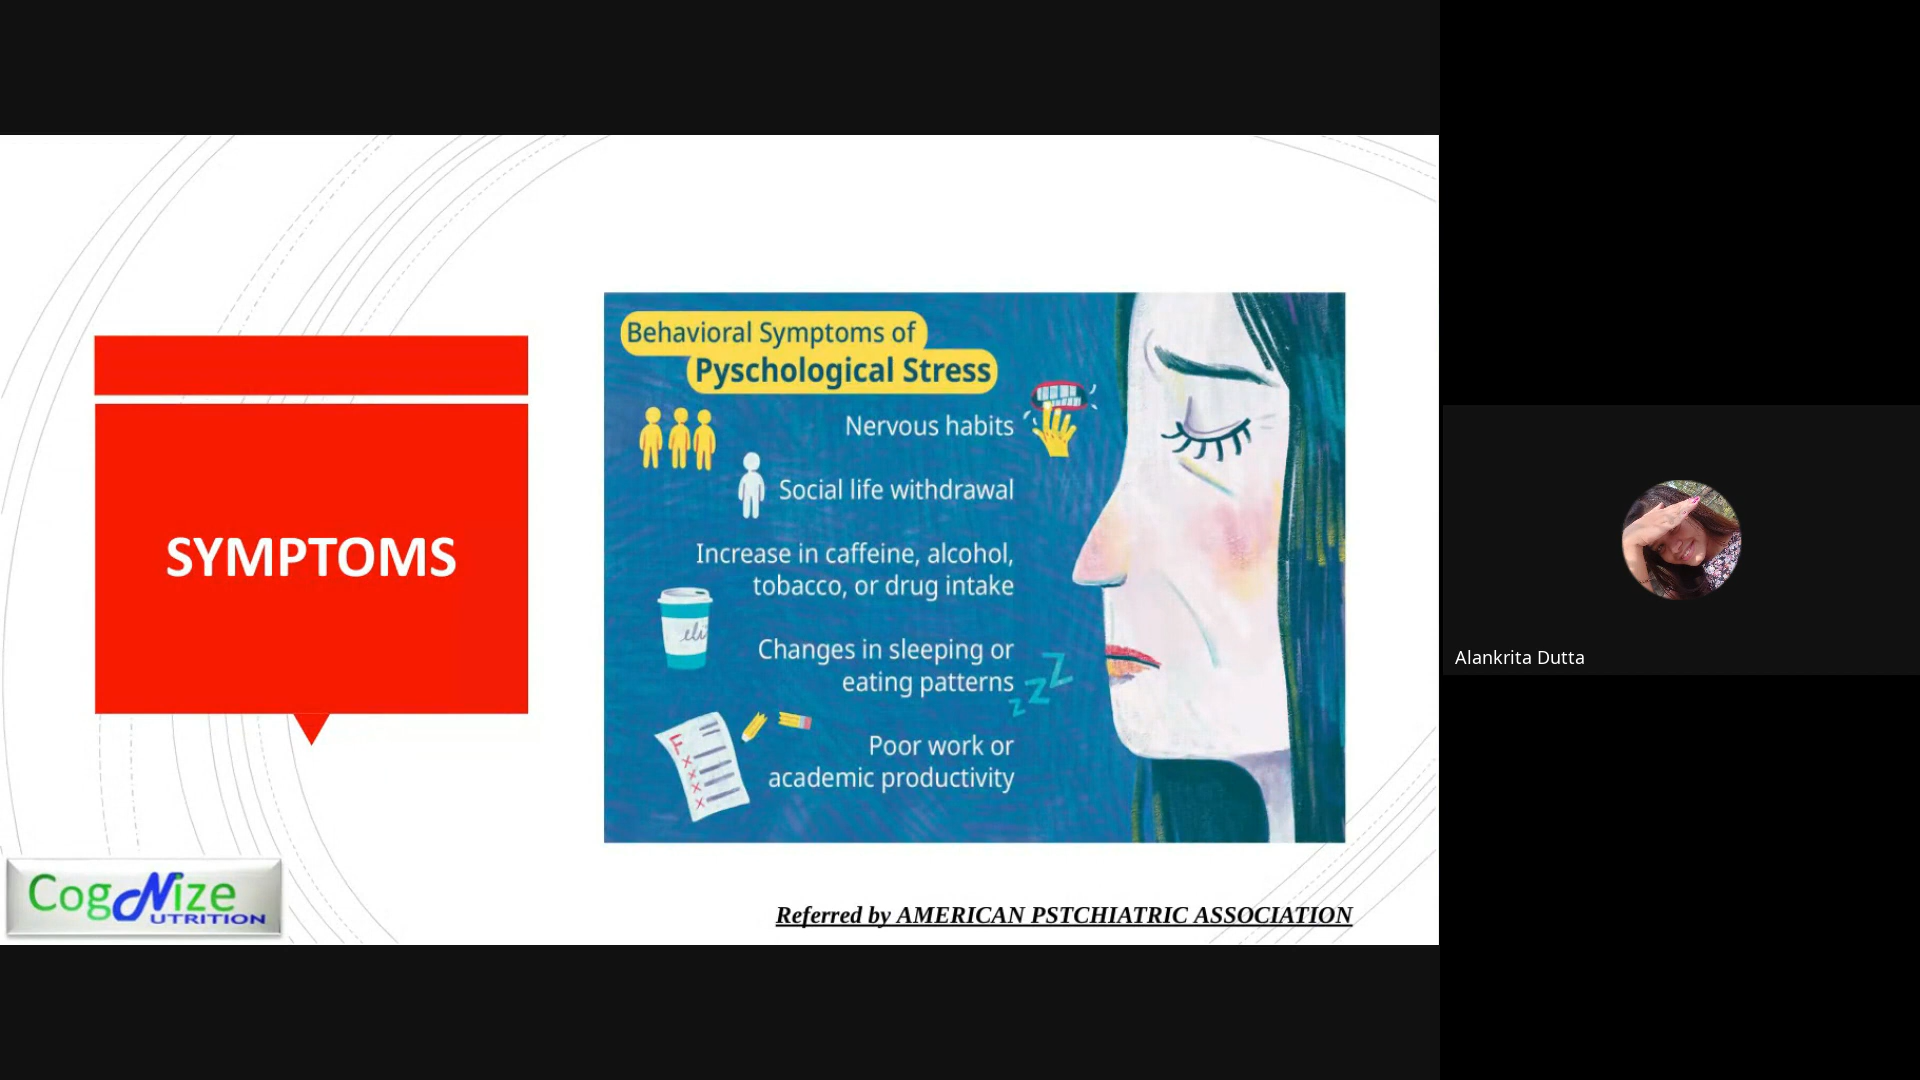 SYMPTOMS
Behavioral Symptoms of
Pyschological Stress
Nervous habits
Social life withdrawal
Increase in caffeine, alcohol,
tobacco, or drug intake
Changes in sleeping or
eating patterns
zzZ
F
Poor work or
academic productivity
CogNize
UTRITION
Referred by AMERICAN PSTCHIATRIC ASSOCIATION
Alankrita Dutta